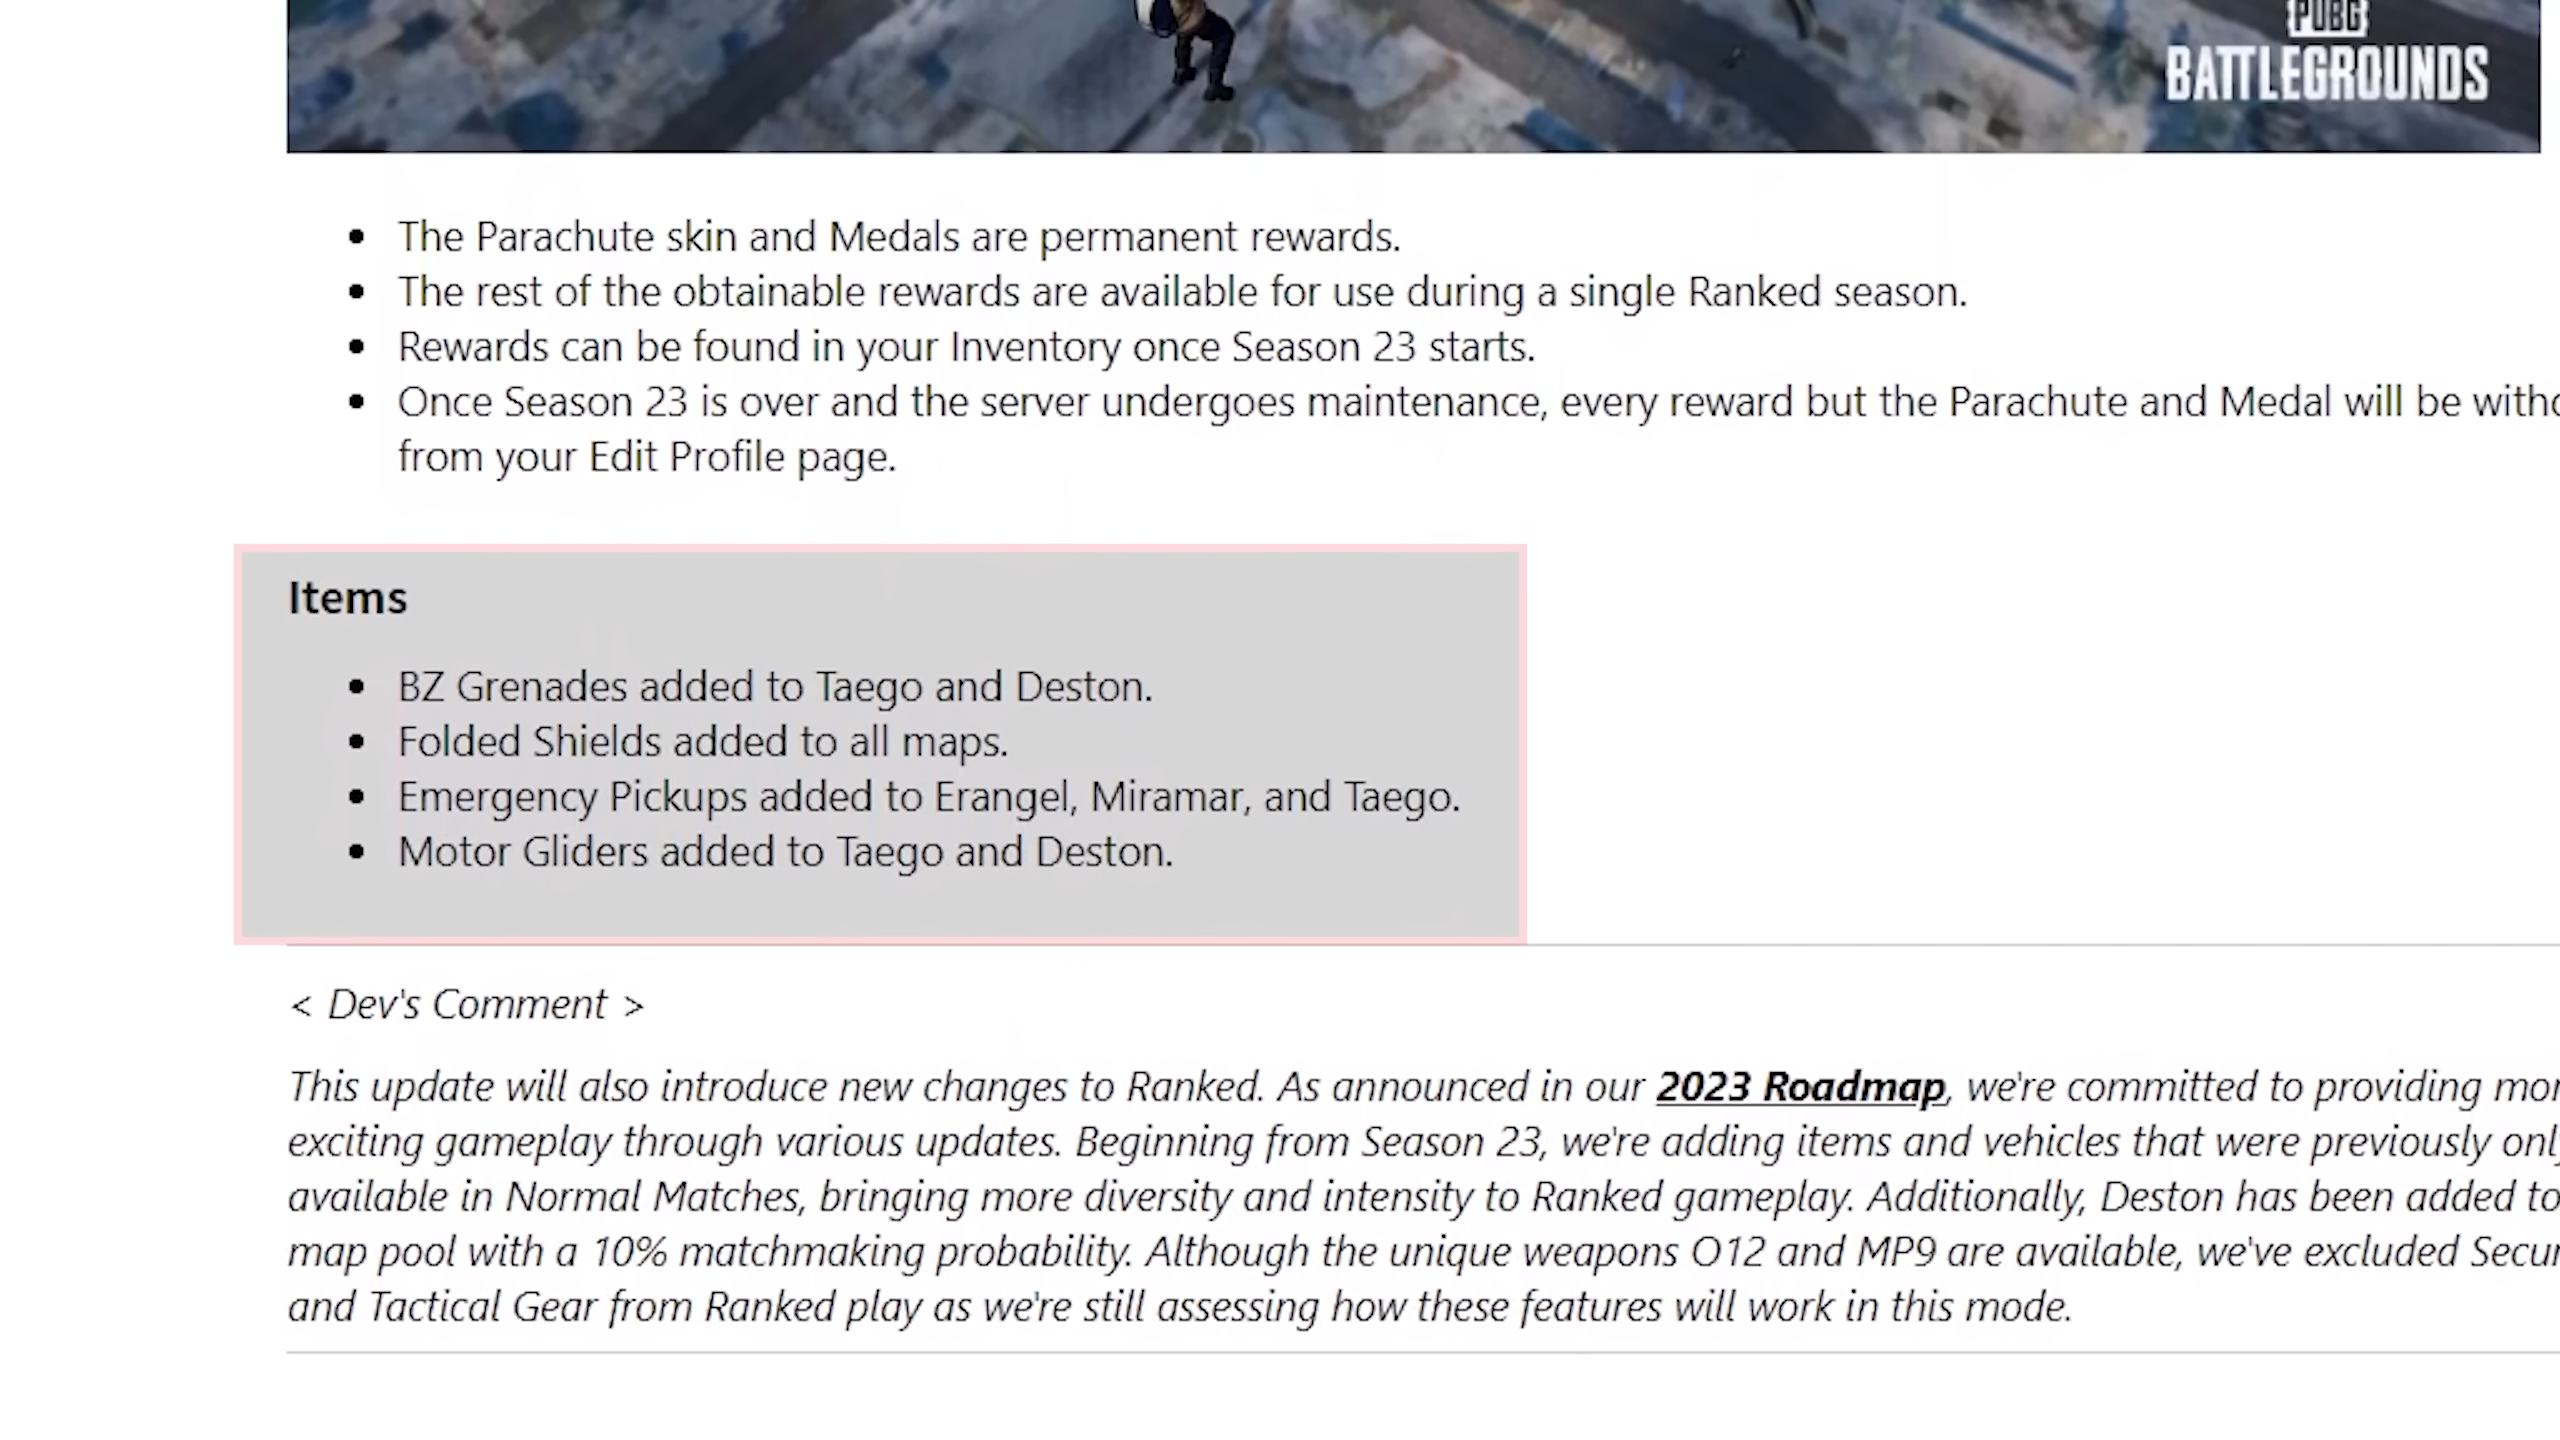 PUBG
BATTLEGROUNDS
• The Parachute skin and Medals are permanent rewards.
• The rest of the obtainable rewards are available for use during a single Ranked season.
• Rewards can be found in your Inventory once Season 23 starts.
• Once Season 23 is over and the server undergoes maintenance, every reward but the Parachute and Medal will be
from your Edit Profile page.
Items
• BZ Grenades added to Taego and Deston.
• Folded Shields added to all maps.
• Emergency Pickups added to Erangel, Miramar, and Taego.
• Motor Gliders added to Taego and Deston.
< Dev's Comment >
This update will also introduce new changes to Ranked. As announced in our 2023 Roadmap, we're committed to providing
exciting gameplay through various updates. Beginning from Season 23, we're adding items and vehicles that were previously
available in Normal Matches, bringing more diversity and intensity to Ranked gameplay. Additionally, Deston has been added to
map pool with a 10% matchmaking probability. Although the unique weapons O12 and MP9 are available, we've excluded
and Tactical Gear from Ranked play as we're still assessing how these features will work in this mode.